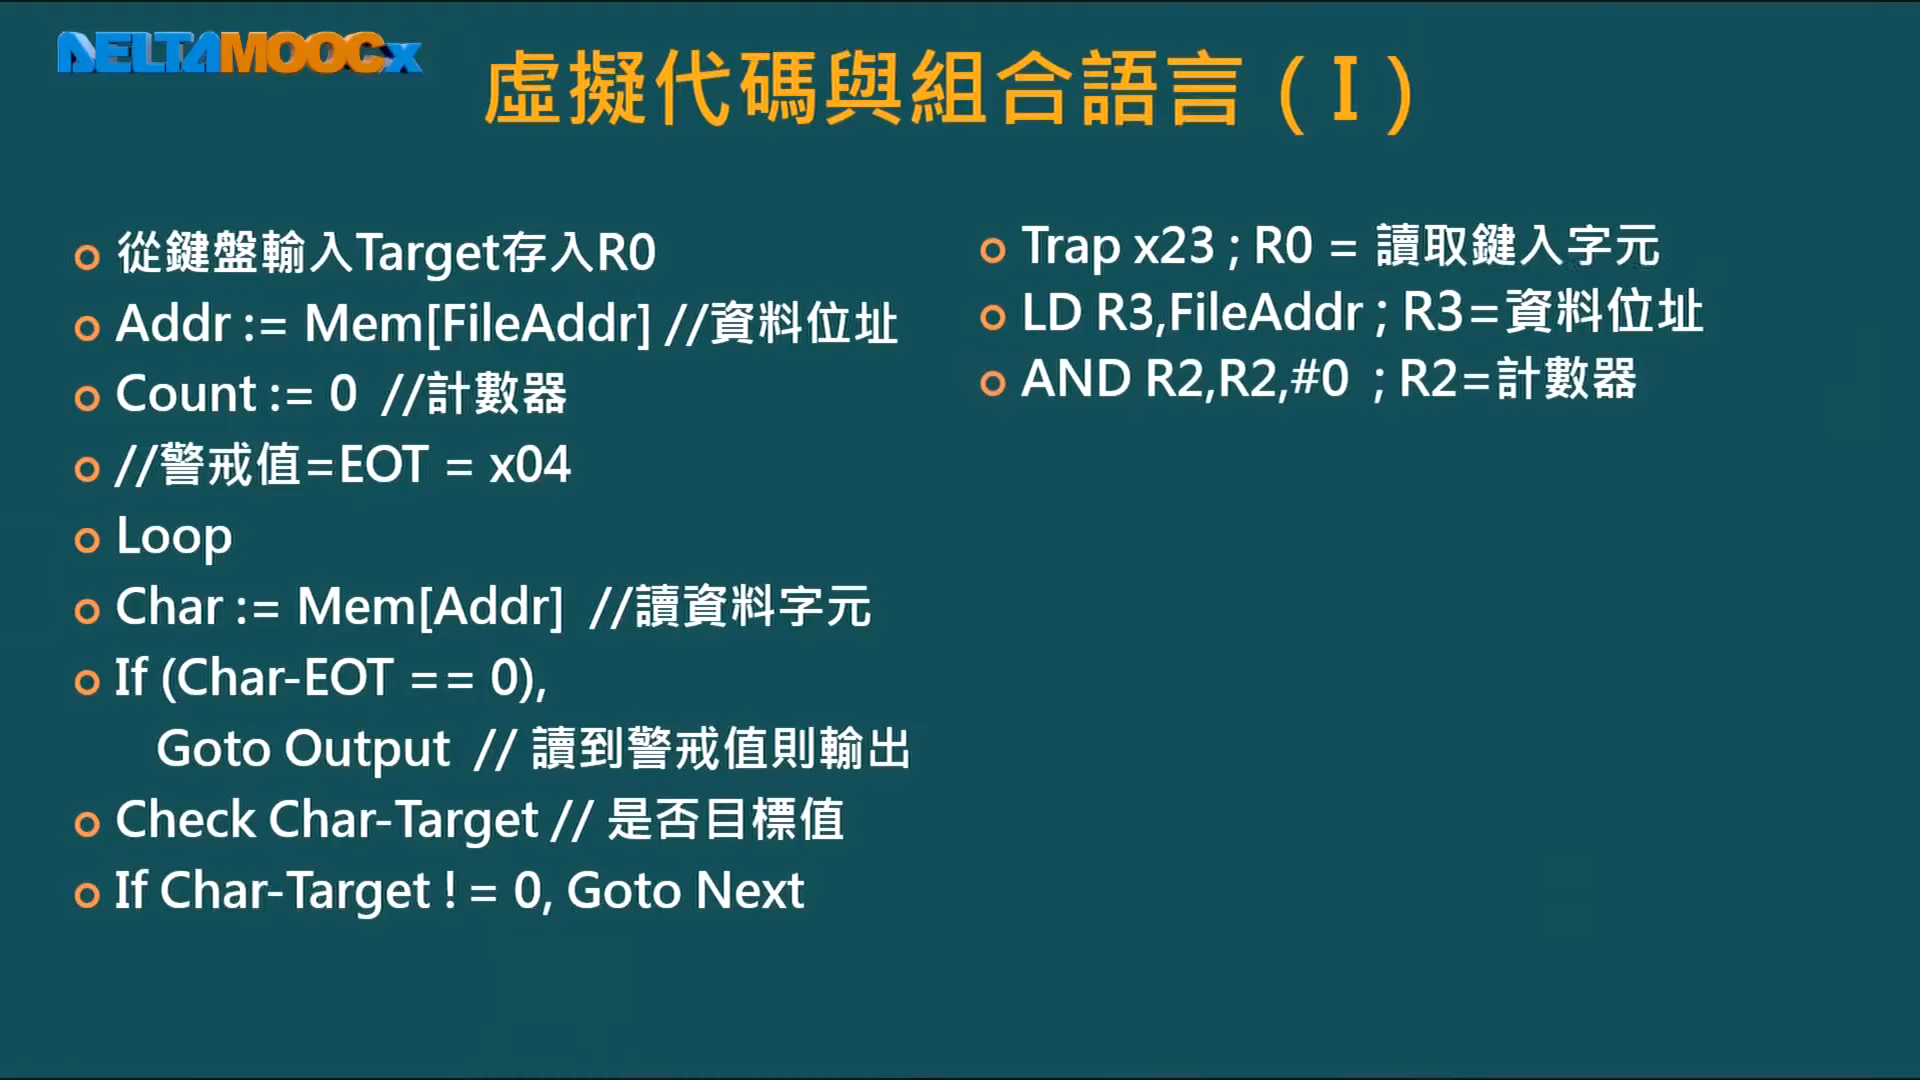 DELTAMOOCx
虛擬代碼與組合語言 ( I )
從鍵盤輸入Target存入R0
Addr := Mem[FileAddr] //資料位址
Count := 0 //計數器
//警戒值=EOT = x04
Loop
Char := Mem[Addr] //讀資料字元
If (Char-EOT == 0),
Goto Output // 讀到警戒值則輸出
Check Char-Target // 是否目標值
If Char-Target ! = 0, Goto Next
Trap x23 ; R0 = 讀取鍵入字元
LD R3,FileAddr ; R3=資料位址
AND R2,R2,#0 ; R2=計數器